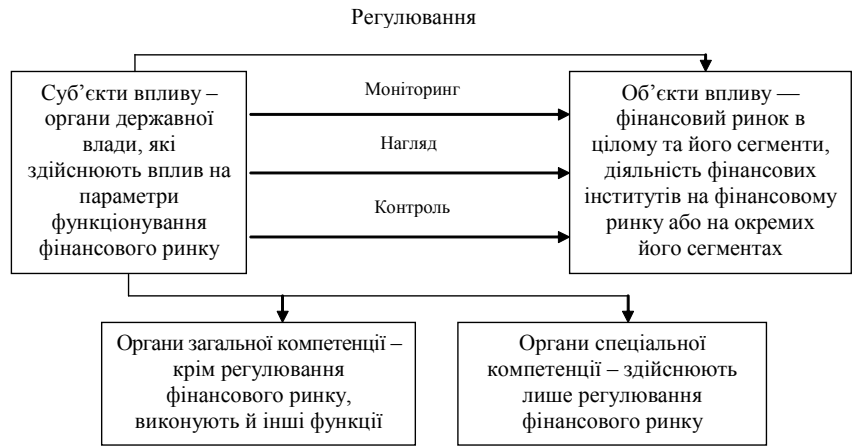 Регулювання
Суб’єкти впливу –
органи державної
влади, які
здійснюють вплив на
параметри
функціонування
фінансового ринку
Моніторинг
Нагляд
Контроль
Об’єкти впливу —
фінансовий ринок в
цілому та його сегменти,
діяльність фінансових
інститутів на фінансовому
ринку або на окремих
його сегментах
Органи загальної компетенції –
крім регулювання
фінансового ринку,
виконують й інші функції
Органи спеціальної
компетенції – здійснюють
лише регулювання
фінансового ринку